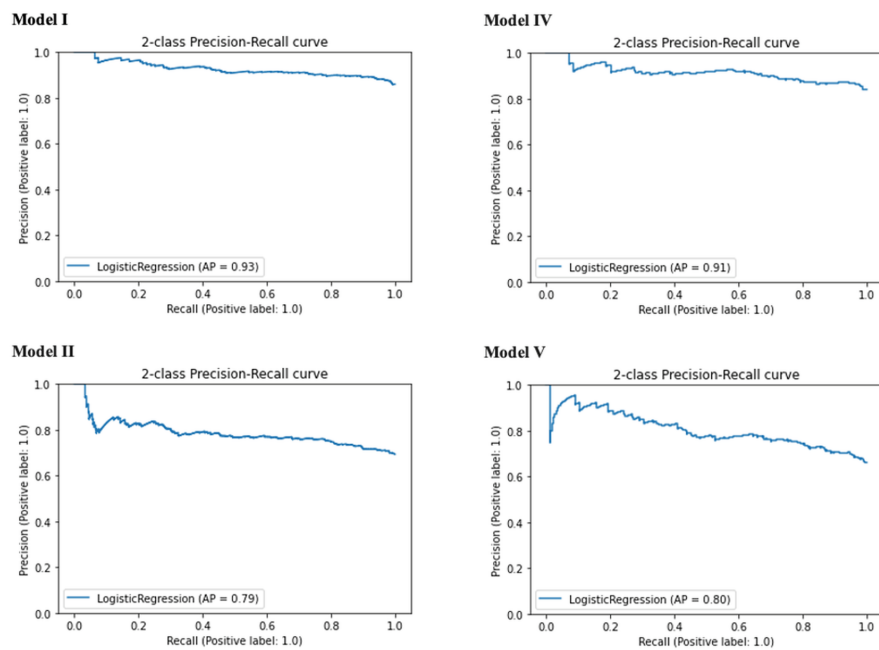 Model I
2-class Precision-Recall curve
Precision (Positive label: 1.0)
1.0
0.8
0.6
0.4
0.2
0.0
LogisticRegression (AP = 0.93)
0.0 0.2 0.4 0.6 0.8 1.0
Recall (Positive label: 1.0)
Model IV
2-class Precision-Recall curve
Precision (Positive label: 1.0)
1.0
0.8
0.6
0.4
0.2
0.0
LogisticRegression (AP = 0.91)
0.0 0.2 0.4 0.6 0.8 1.0
Recall (Positive label: 1.0)
Model II
2-class Precision-Recall curve
Precision (Positive label: 1.0)
1.0
0.8
0.6
0.4
0.2
0.0
LogisticRegression (AP = 0.79)
0.0 0.2 0.4 0.6 0.8 1.0
Recall (Positive label: 1.0)
Model V
2-class Precision-Recall curve
Precision (Positive label: 1.0)
1.0
0.8
0.6
0.4
0.2
0.0
LogisticRegression (AP = 0.80)
0.0 0.2 0.4 0.6 0.8 1.0
Recall (Positive label: 1.0)